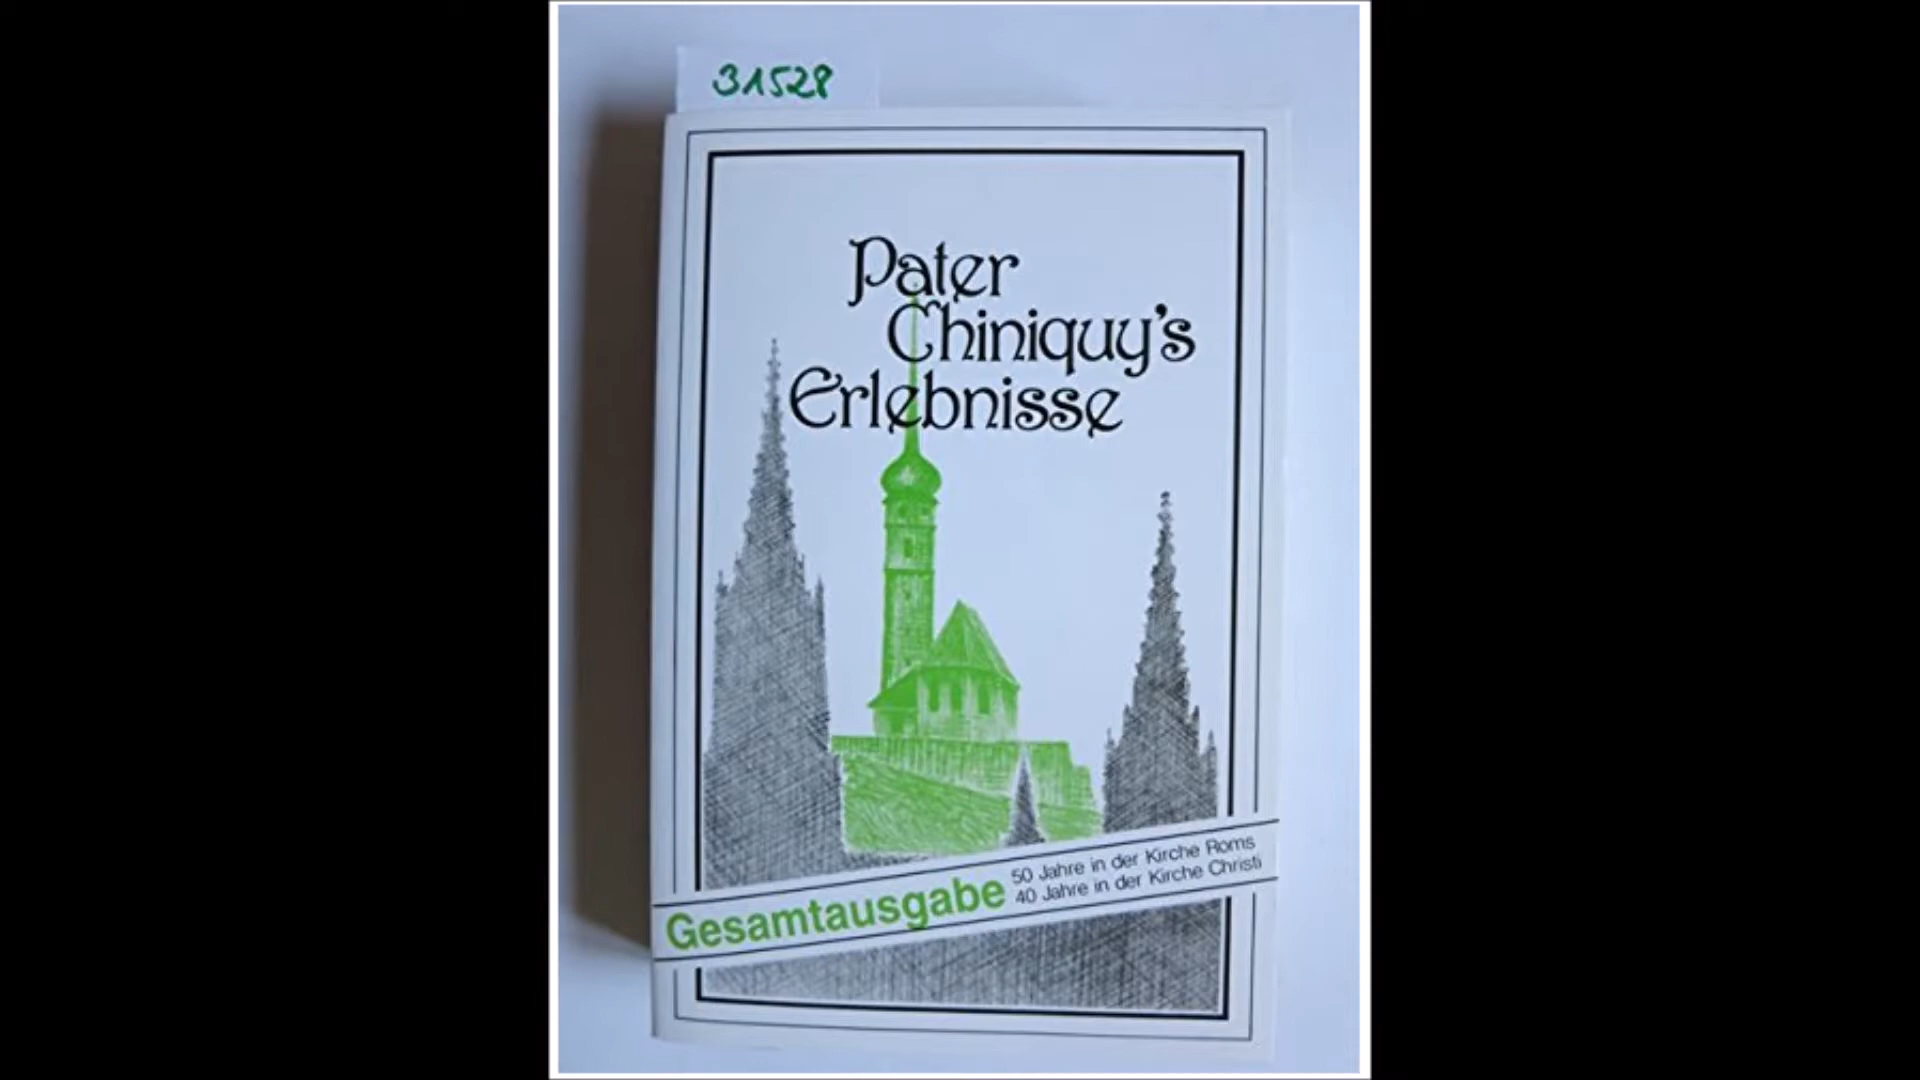 31528
Pater
Chiniquy's
Erlebnisse
Gesamtausgabe
50 Jahre in der Kirche Roms
40 Jahre in der Kirche Christi